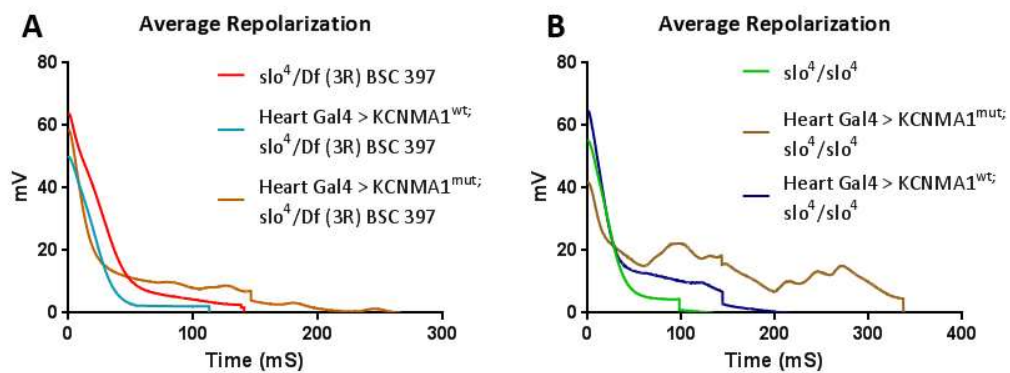 A
Average Repolarization
80
60
40
20
0
mV
slo⁴/Df (3R) BSC 397
Heart Gal4 > KCNMA1ʷᵗ;
slo⁴/Df (3R) BSC 397
Heart Gal4 > KCNMA1ᵐᵘᵗ;
slo⁴/Df (3R) BSC 397
0 100 200 300
Time (mS)
B
Average Repolarization
80
60
40
20
0
mV
slo⁴/slo⁴
Heart Gal4 > KCNMA1ᵐᵘᵗ;
slo⁴/slo⁴
Heart Gal4 > KCNMA1ʷᵗ;
slo⁴/slo⁴
0 100 200 300 400
Time (mS)